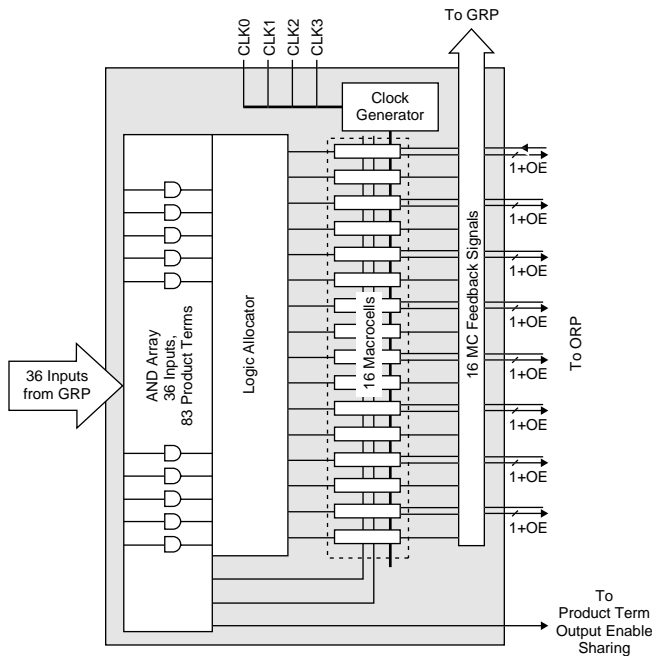 To GRP
CLK0
CLK1
CLK2
CLK3
Clock
Generator
1+OE
1+OE
1+OE
1+OE
1+OE
1+OE
1+OE
1+OE
36 Inputs
from GRP
AND Array
36 Inputs,
83 Product Terms
Logic Allocator
16 Macrocells
16 MC Feedback Signals
To ORP
To
Product Term
Output Enable
Sharing